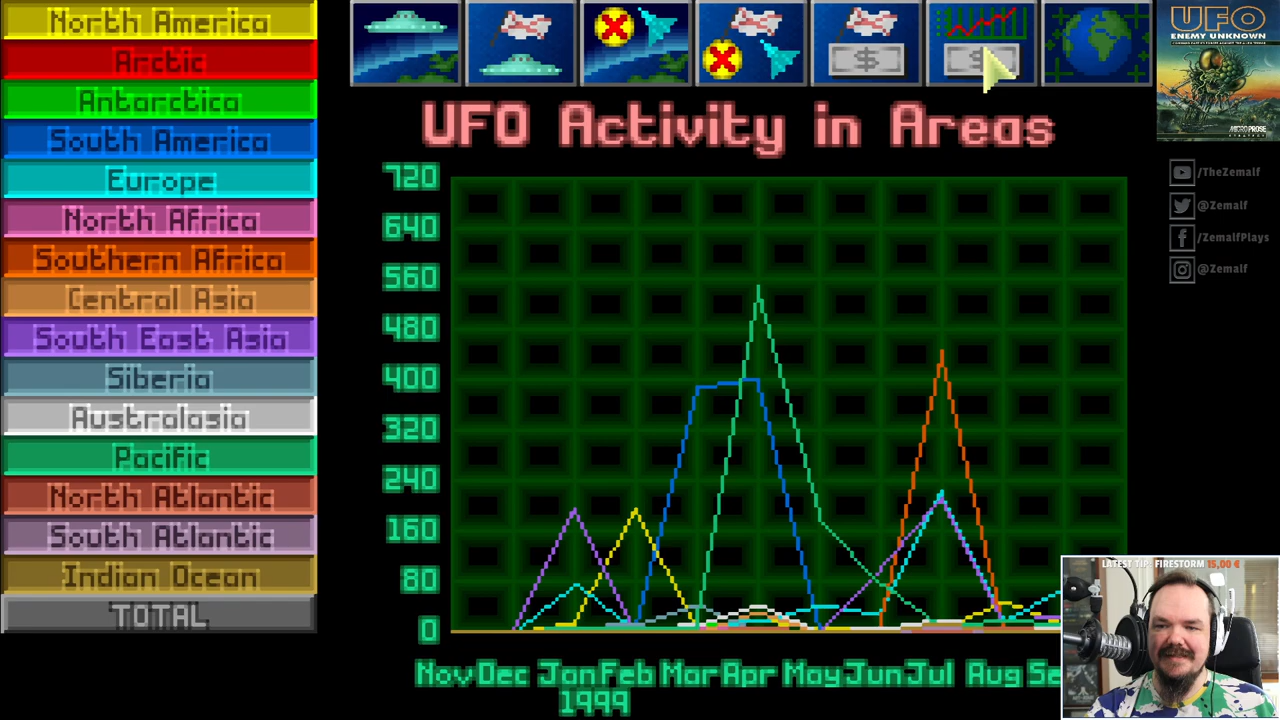 North America
Arctic
Antarctica
South America
Europe
North Africa
Southern Africa
Central Asia
South East Asia
Siberia
Australasia
Pacific
North Atlantic
South Atlantic
Indian Ocean
TOTAL
$ $
UFO Activity in Areas
720
640
560
480
400
320
240
160
80
0
Nov Dec Jan Feb Mar Apr May Jun Jul Aug Se
1999
UFO
ENEMY UNKNOWN
MICROPROSE
/TheZemalf
@Zemalf
/ZemalfPlays
@Zemalf
LATEST TIP: FIRESTORM 15,00 €